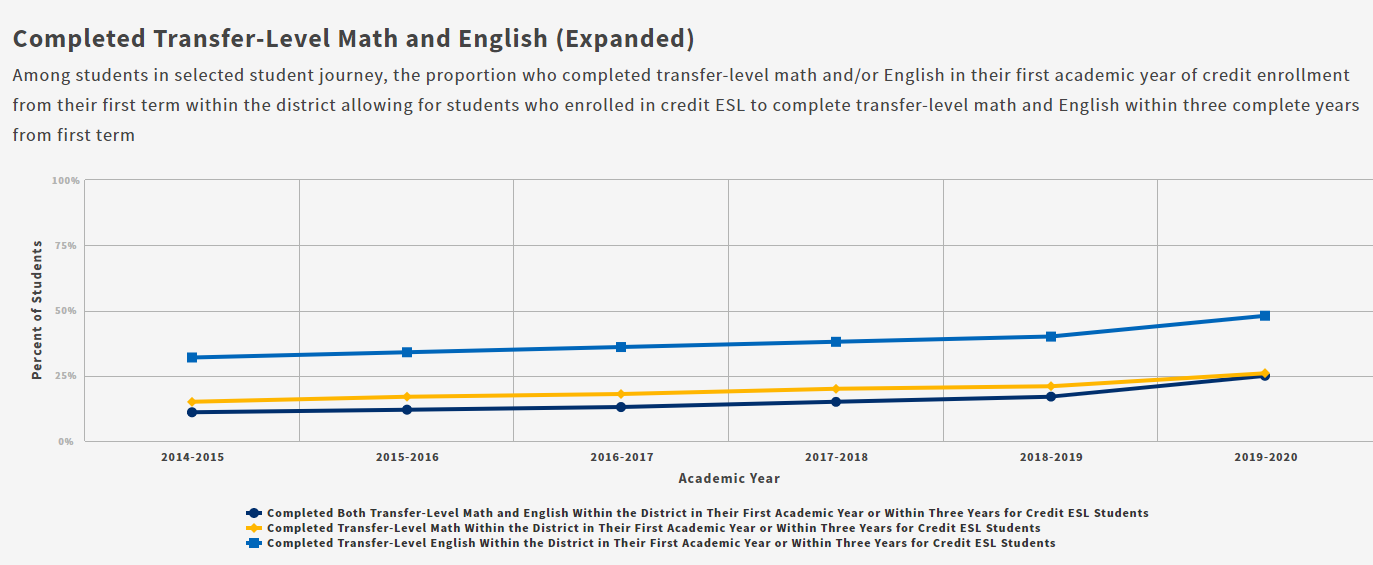 Completed Transfer-Level Math and English (Expanded)
Among students in selected student journey, the proportion who completed transfer-level math and/or English in their first academic year of credit enrollment
from their first term within the district allowing for students who enrolled in credit ESL to complete transfer-level math and English within three complete years
from first term
100%
75%
50%
25%
0%
Percent of Students
2014-2015 2015-2016 2016-2017 2017-2018 2018-2019 2019-2020
Academic Year
Completed Both Transfer-Level Math and English Within the District in Their First Academic Year or Within Three Years for Credit ESL Students
Completed Transfer-Level Math Within the District in Their First Academic Year or Within Three Years for Credit ESL Students
Completed Transfer-Level English Within the District in Their First Academic Year or Within Three Years for Credit ESL Students